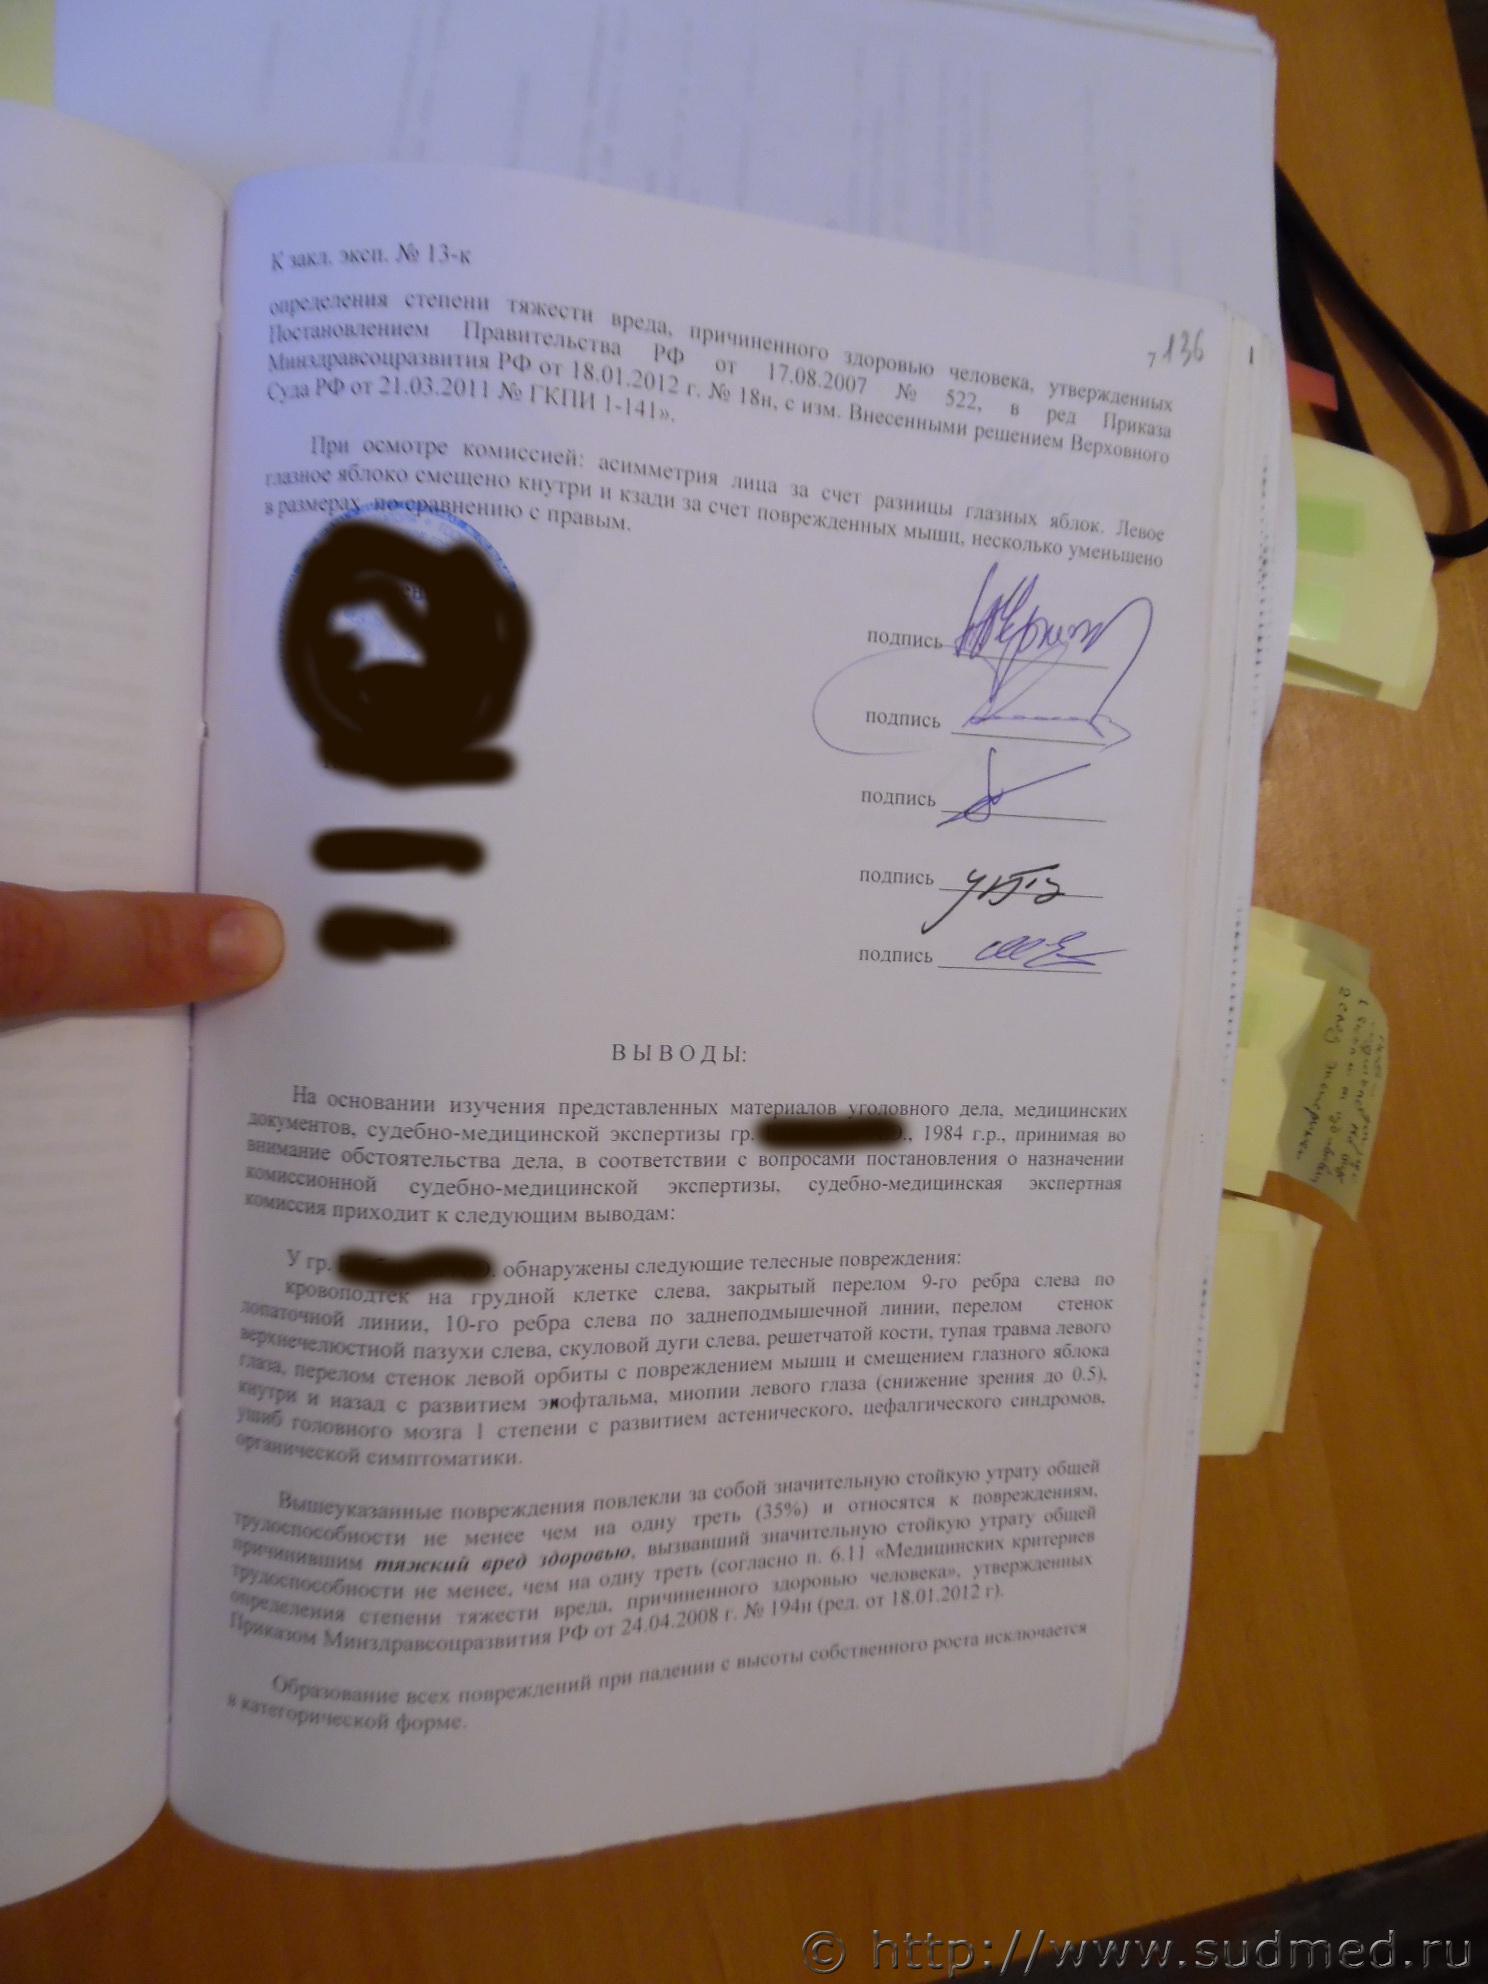 К закл. эксп. № 13-к
7 136
определения степени тяжести вреда, причиненного здоровью человека, утвержденных
Постановлением Правительства РФ от 17.08.2007 № 522, в ред Приказа
Минздравсоцразвития РФ от 18.01.2012 г. № 18н, с изм. Внесенными решением Верховного
Суда РФ от 21.03.2011 № ГКПИ 1-141».
При осмотре комиссией: асимметрия лица за счет разницы глазных яблок. Левое
глазное яблоко смещено кнутри и кзади за счет поврежденных мышц, несколько уменьшено
в размерах по сравнению с правым.
подпись
подпись
подпись
подпись
подпись
В Ы В О Д Ы:
На основании изучения представленных материалов уголовного дела, медицинских
документов, судебно-медицинской экспертизы гр. ., 1984 г.р., принимая во
внимание обстоятельства дела, в соответствии с вопросами постановления о назначении
комиссионной судебно-медицинской экспертизы, судебно-медицинская экспертная
комиссия приходит к следующим выводам:
У гр. . обнаружены следующие телесные повреждения:
кровоподтек на грудной клетке слева, закрытый перелом 9-го ребра слева по
лопаточной линии, 10-го ребра слева по заднеподмышечной линии, перелом стенок
верхнечелюстной пазухи слева, скуловой дуги слева, решетчатой кости, тупая травма левого
глаза, перелом стенок левой орбиты с повреждением мышц и смещением глазного яблока
кнутри и назад с развитием энофтальма, миопии левого глаза (снижение зрения до 0.5),
ушиб головного мозга 1 степени с развитием астенического, цефалгического синдромов,
органической симптоматики.
Вышеуказанные повреждения повлекли за собой значительную стойкую утрату общей
трудоспособности не менее чем на одну треть (35%) и относятся к повреждениям,
причинившим тяжский вред здоровью, вызвавший значительную стойкую утрату общей
трудоспособности не менее, чем на одну треть (согласно п. 6.11 «Медицинских критериев
определения степени тяжести вреда, причиненного здоровью человека», утвержденных
Приказом Минздравсоцразвития РФ от 24.04.2008 г. № 194н (ред. от 18.01.2012 г).
Образование всех повреждений при падении с высоты собственного роста исключается
в категорической форме.
© http://www.sudmed.ru